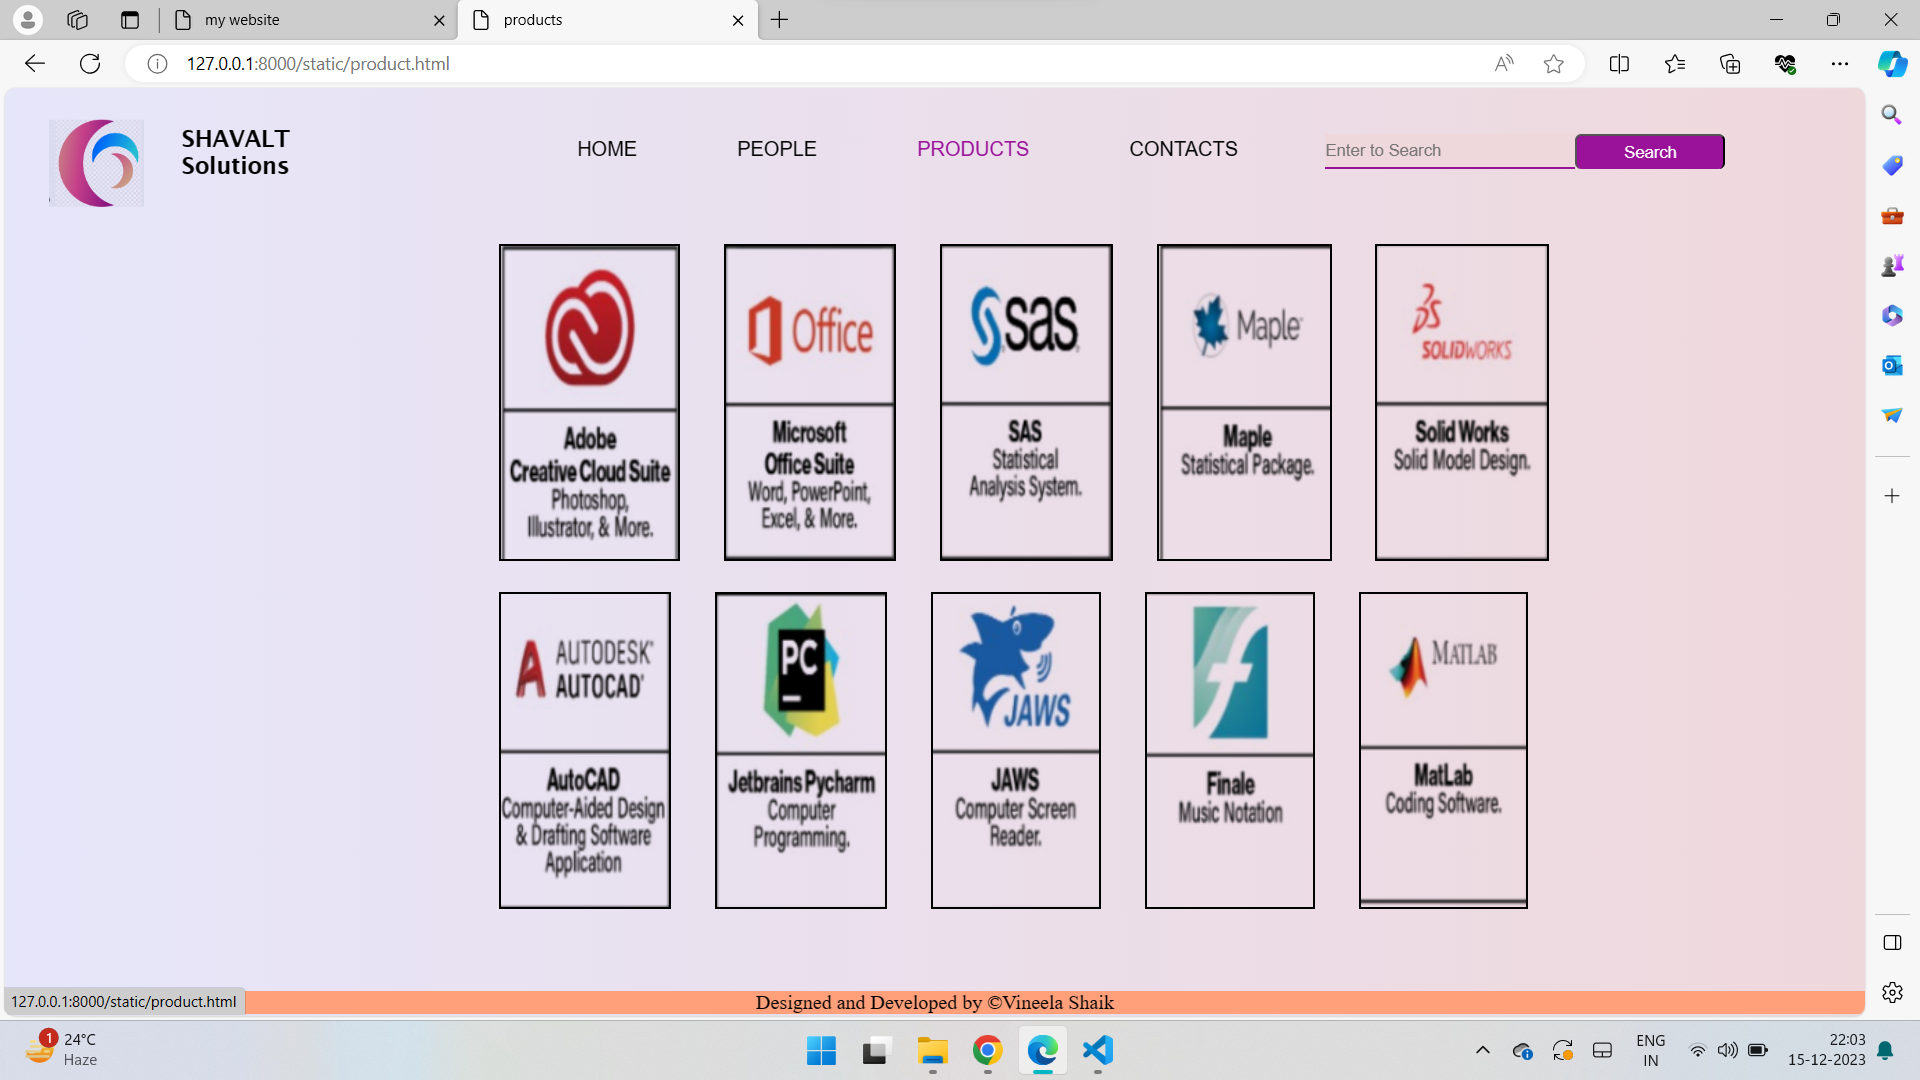 my website
products
127.0.0.1:8000/static/product.html
SHAVALT
Solutions
HOME
PEOPLE
PRODUCTS
CONTACTS
Enter to Search
Search
Office
sas
Maple
DS
SOLIDWORKS
Adobe
Creative Cloud Suite
Photoshop,
Illustrator, & More.
Microsoft
Office Suite
Word, PowerPoint,
Excel, & More.
SAS
Statistical
Analysis System.
Maple
Statistical Package.
Solid Works
Solid Model Design.
A AUTODESK®
AUTOCAD®
PC
JAWS
f
MATLAB
AutoCAD
Computer-Aided Design
& Drafting Software
Application
Jetbrains Pycharm
Computer
Programming.
JAWS
Computer Screen
Reader.
Finale
Music Notation
MatLab
Coding Software.
127.0.0.1:8000/static/product.html
Designed and Developed by ©Vineela Shaik
1
24°C
Haze
ENG
IN
22:03
15-12-2023